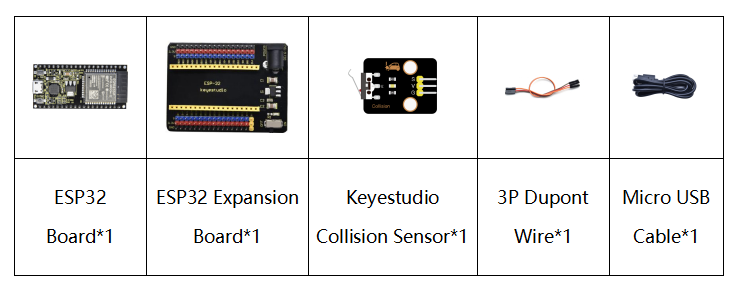 ESP-32
keyestudio
S
V
G
Collision
ESP32
Board*1
ESP32 Expansion
Board*1
Keyestudio
Collision Sensor*1
3P Dupont
Wire*1
Micro USB
Cable*1